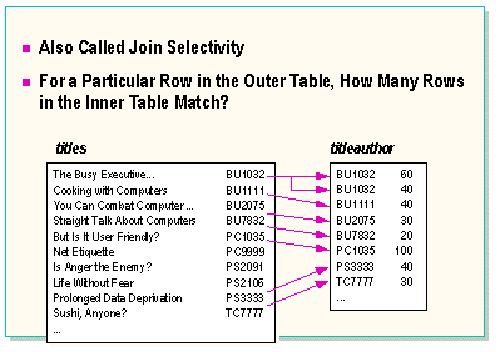 Also Called Join Selectivity
For a Particular Row in the Outer Table, How Many Rows
in the Inner Table Match?
titles
titleauthor
The Busy Executive... BU1032
Cooking with Computers BU1111
You Can Combat Computer ... BU2075
Straight Talk About Computers BU7832
But Is It User Friendly? PC1035
Net Etiquette PC9999
Is Anger the Enemy? PS2091
Life Without Fear PS2106
Prolonged Data Deprivation PS3333
Sushi, Anyone? TC7777
...
BU1032 60
BU1032 40
BU1111 40
BU2075 30
BU7832 20
PC1035 100
PS3333 40
TC7777 30
...